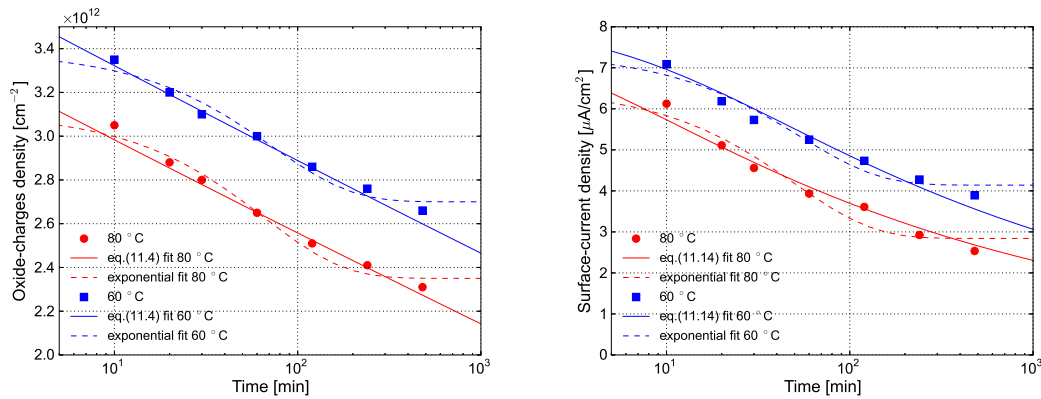 ×10¹²
3.4
3.2
3.0
2.8
2.6
2.4
2.2
2.0
Oxide-charges density [cm⁻²]
80 °C
eq.(11.4) fit 80 °C
exponential fit 80 °C
60 °C
eq.(11.4) fit 60 °C
exponential fit 60 °C
10¹ 10² 10³
Time [min]
8
7
6
5
4
3
2
1
0
Surface-current density [μA/cm²]
80 °C
eq.(11.14) fit 80 °C
exponential fit 80 °C
60 °C
eq.(11.14) fit 60 °C
exponential fit 60 °C
10¹ 10² 10³
Time [min]